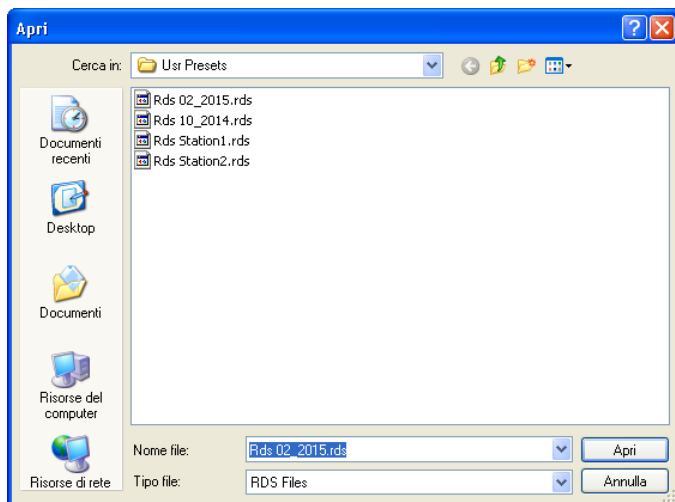 Apri
Cerca in: Usr Presets
Rds 02_2015.rds
Rds 10_2014.rds
Rds Station1.rds
Rds Station2.rds
Documenti
recenti
Desktop
Documenti
Risorse del
computer
Risorse di rete
Nome file: Rds 02_2015.rds Apri
Tipo file: RDS Files Annulla